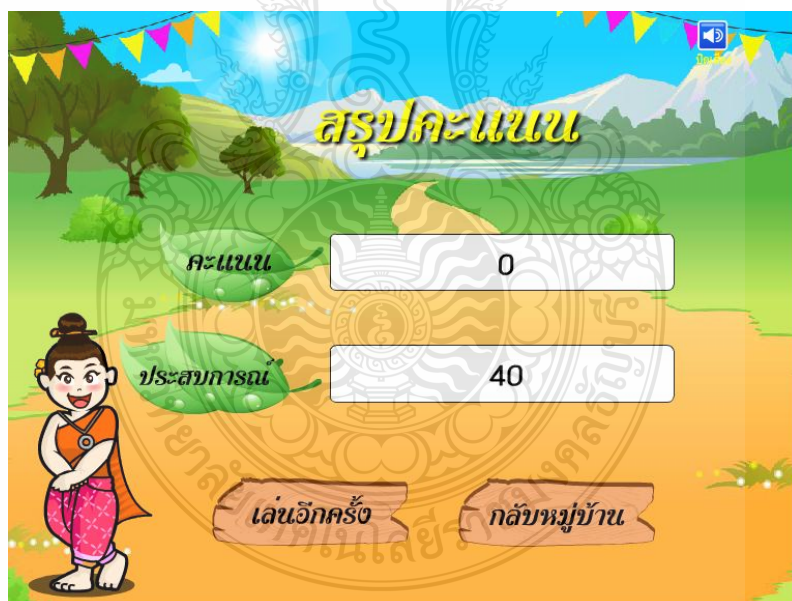 สรุปคะแนน
คะแนน
0
ประสบการณ์
40
เล่นอีกครั้ง
กลับหมู่บ้าน